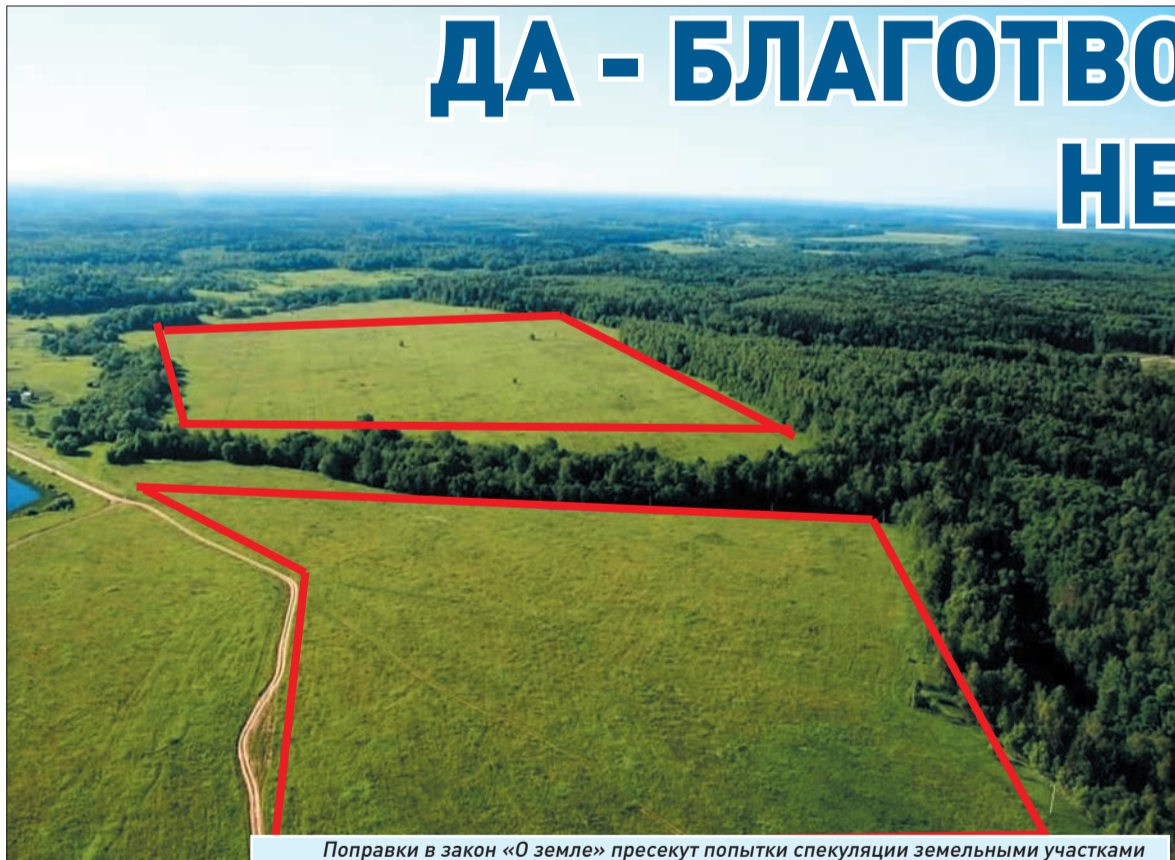 ДА - БЛАГОТВО
НЕ
Поправки в закон «О земле» пресекут попытки спекуляции земельными участками